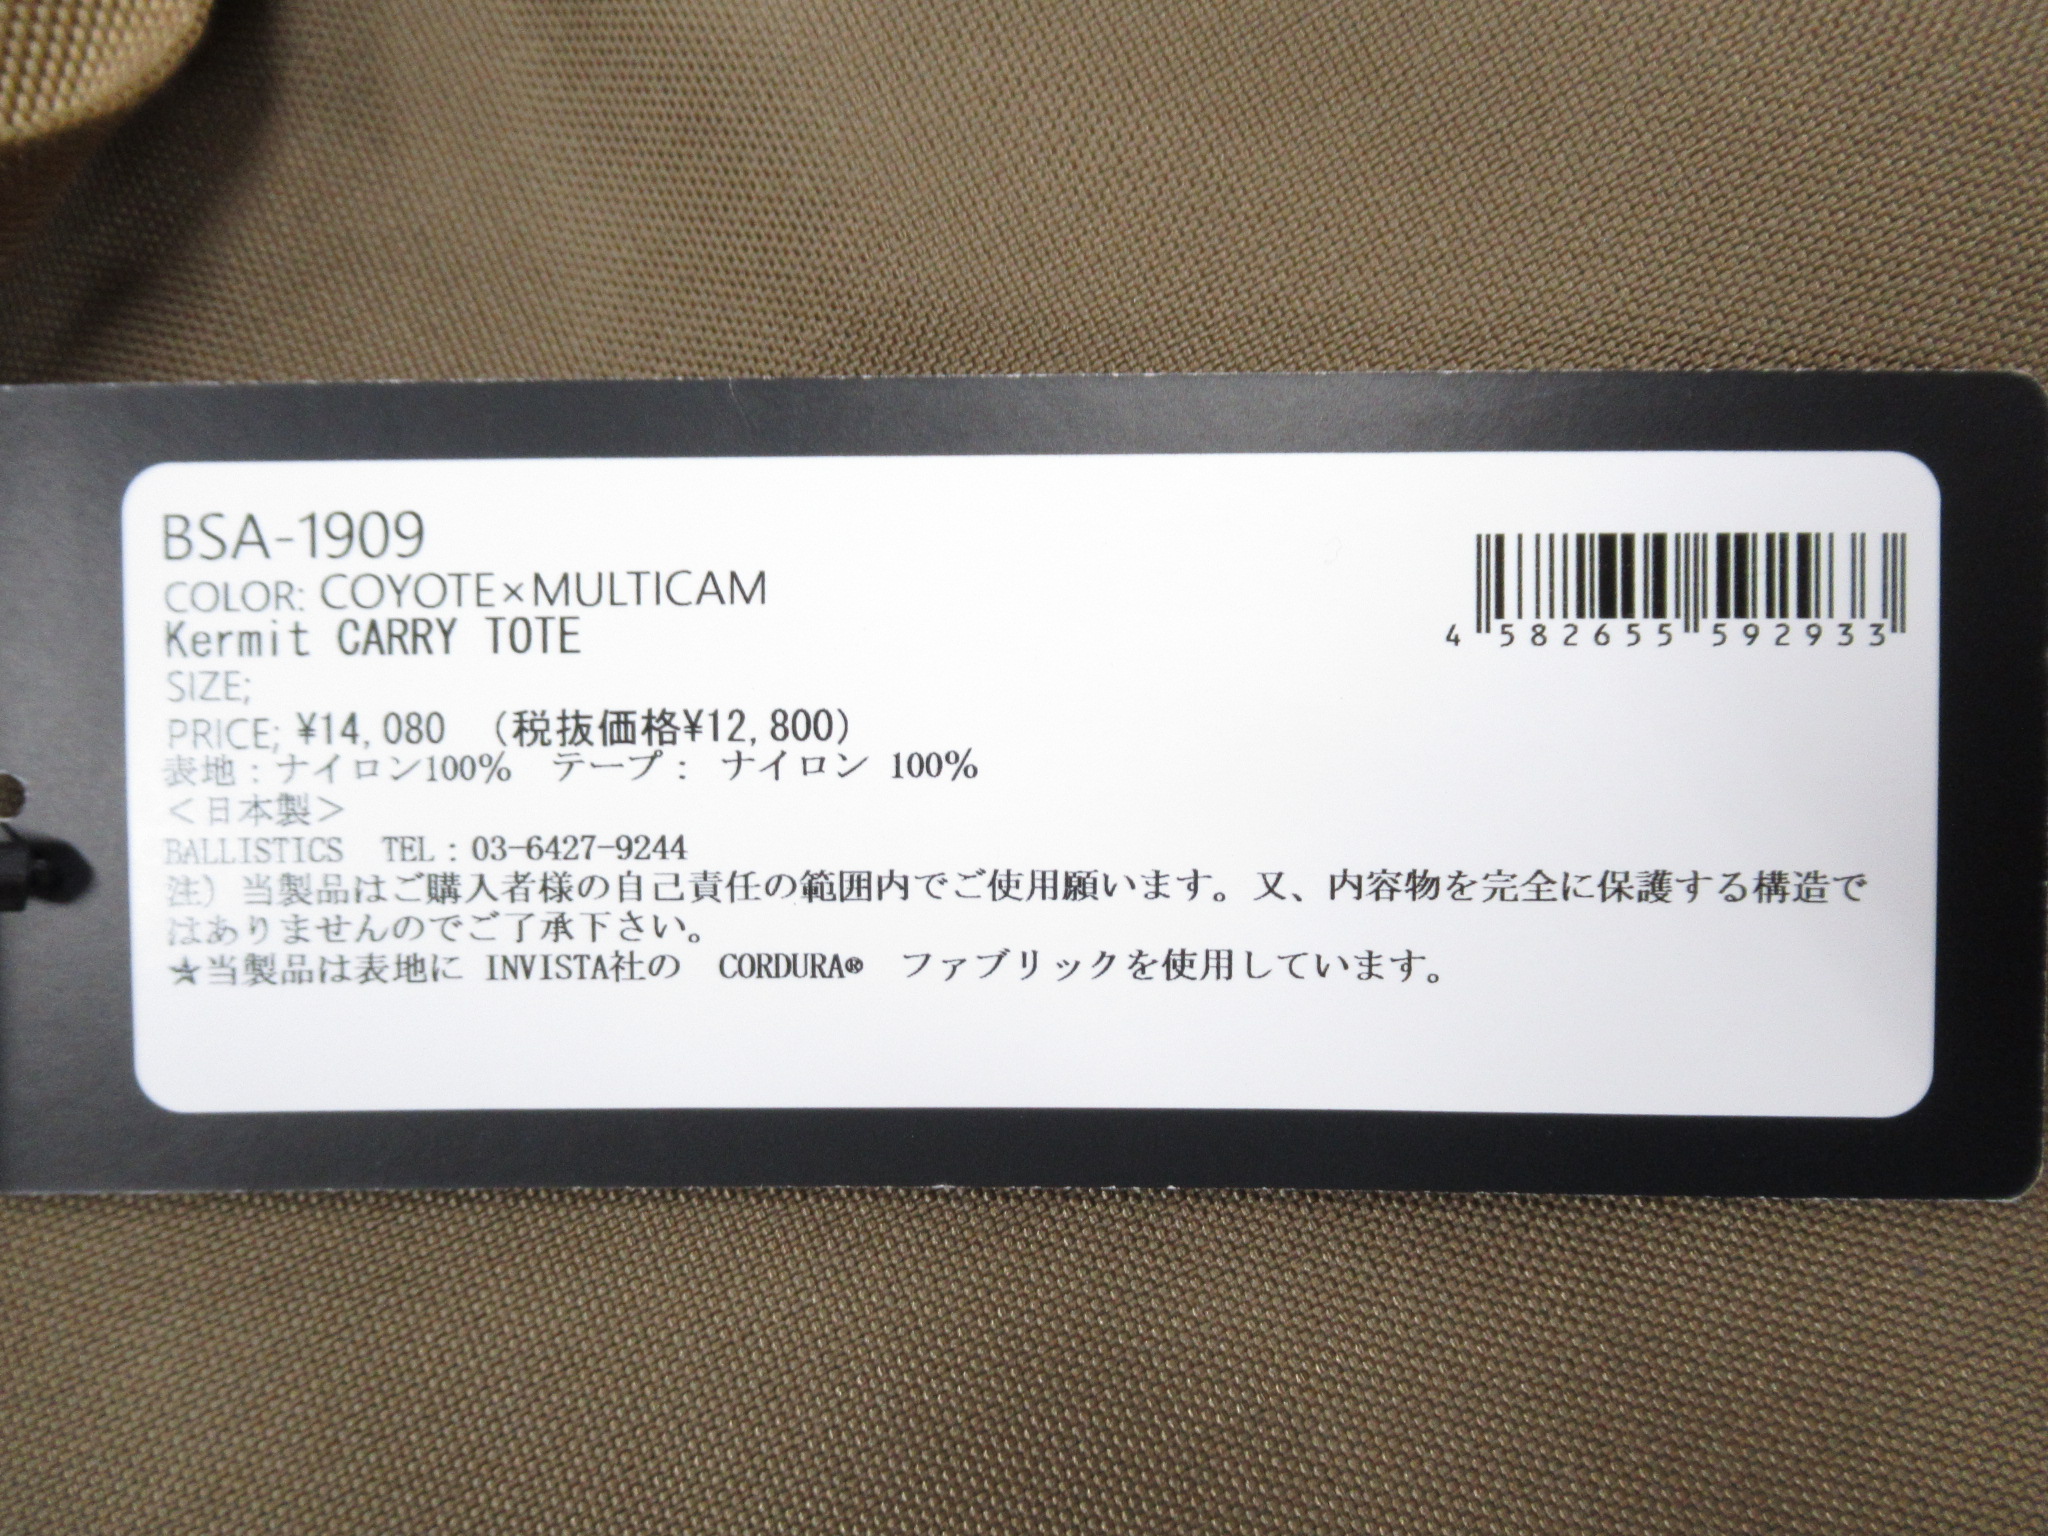 BSA-1909
COLOR: COYOTE×MULTICAM
Kermit CARRY TOTE
SIZE;
PRICE; ¥14,080 (税抜価格¥12,800)
表地：ナイロン100% テープ： ナイロン 100%
＜日本製＞
BALLISTICS TEL：03-6427-9244
注）当製品はご購入者様の自己責任の範囲内でご使用願います。又、内容物を完全に保護する構造で
はありませんのでご了承下さい。
★当製品は表地に INVISTA社の CORDURA® ファブリックを使用しています。
4 582655 592933